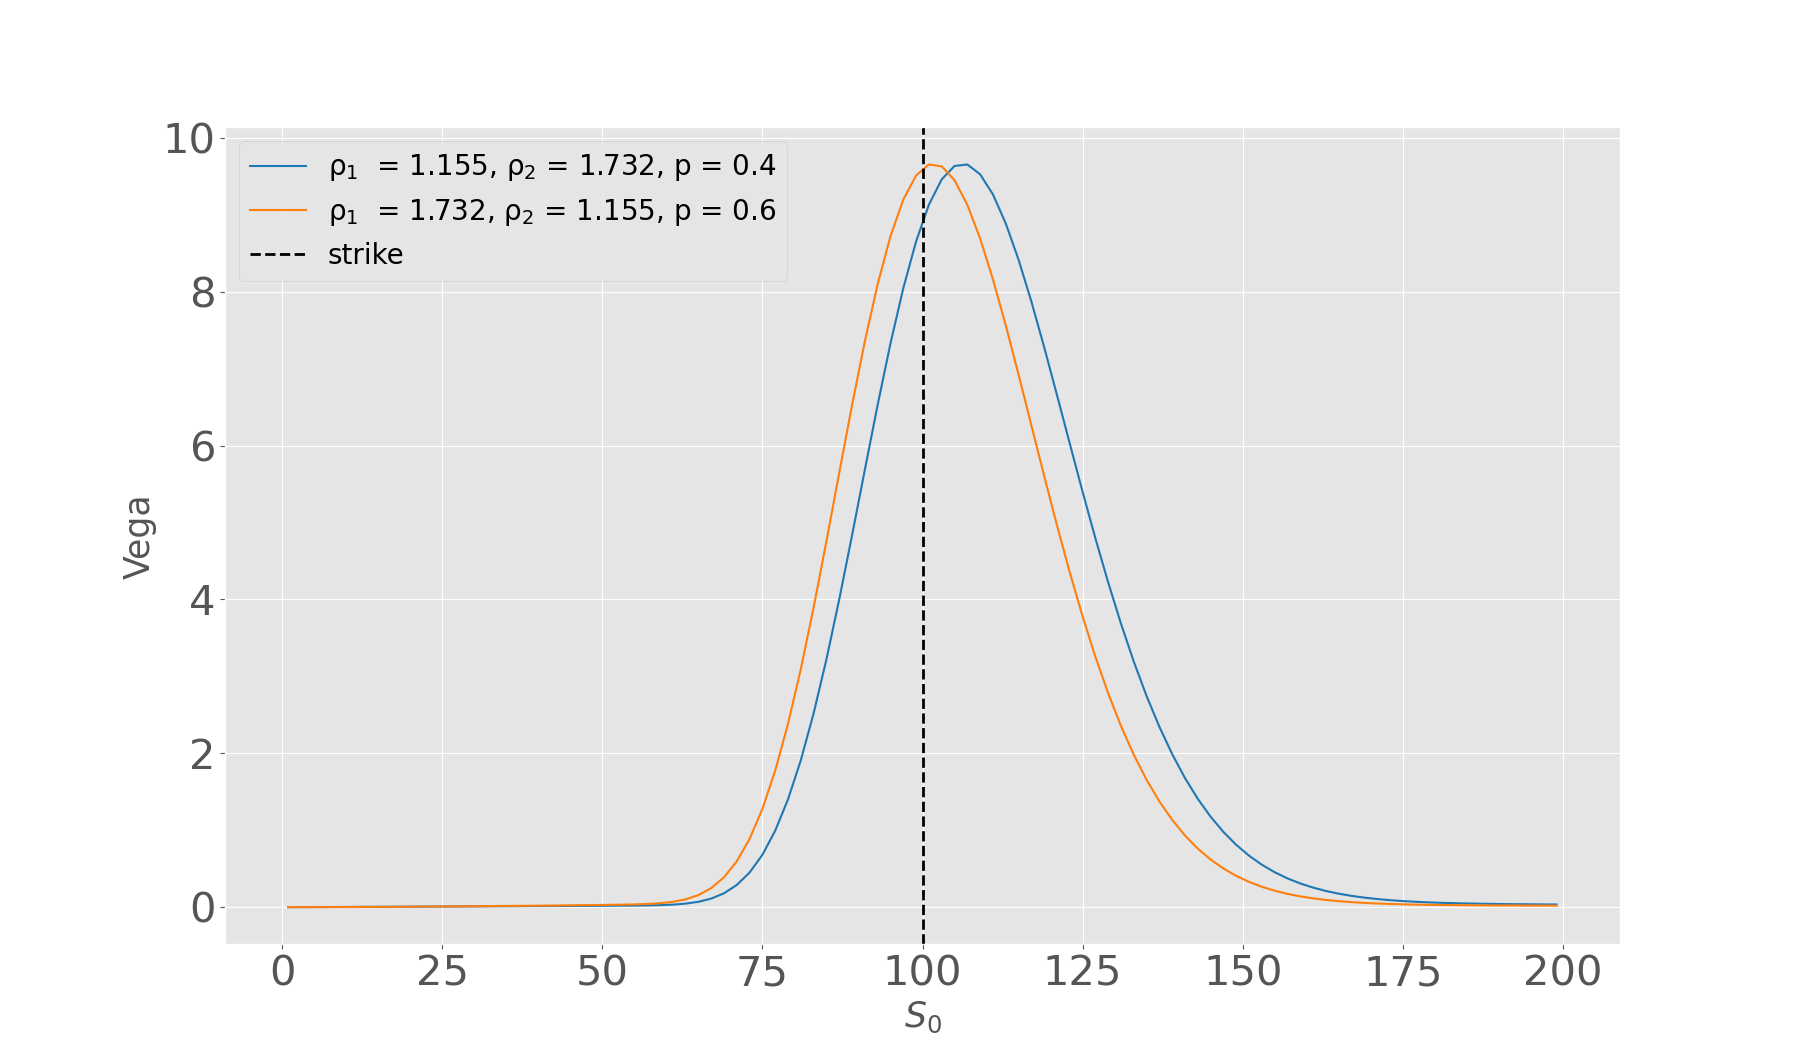 10
8
6
4
2
0
Vega
ρ₁  = 1.155, ρ₂ = 1.732, p = 0.4
ρ₁  = 1.732, ρ₂ = 1.155, p = 0.6
strike
0 25 50 75 100 125 150 175 200
S₀